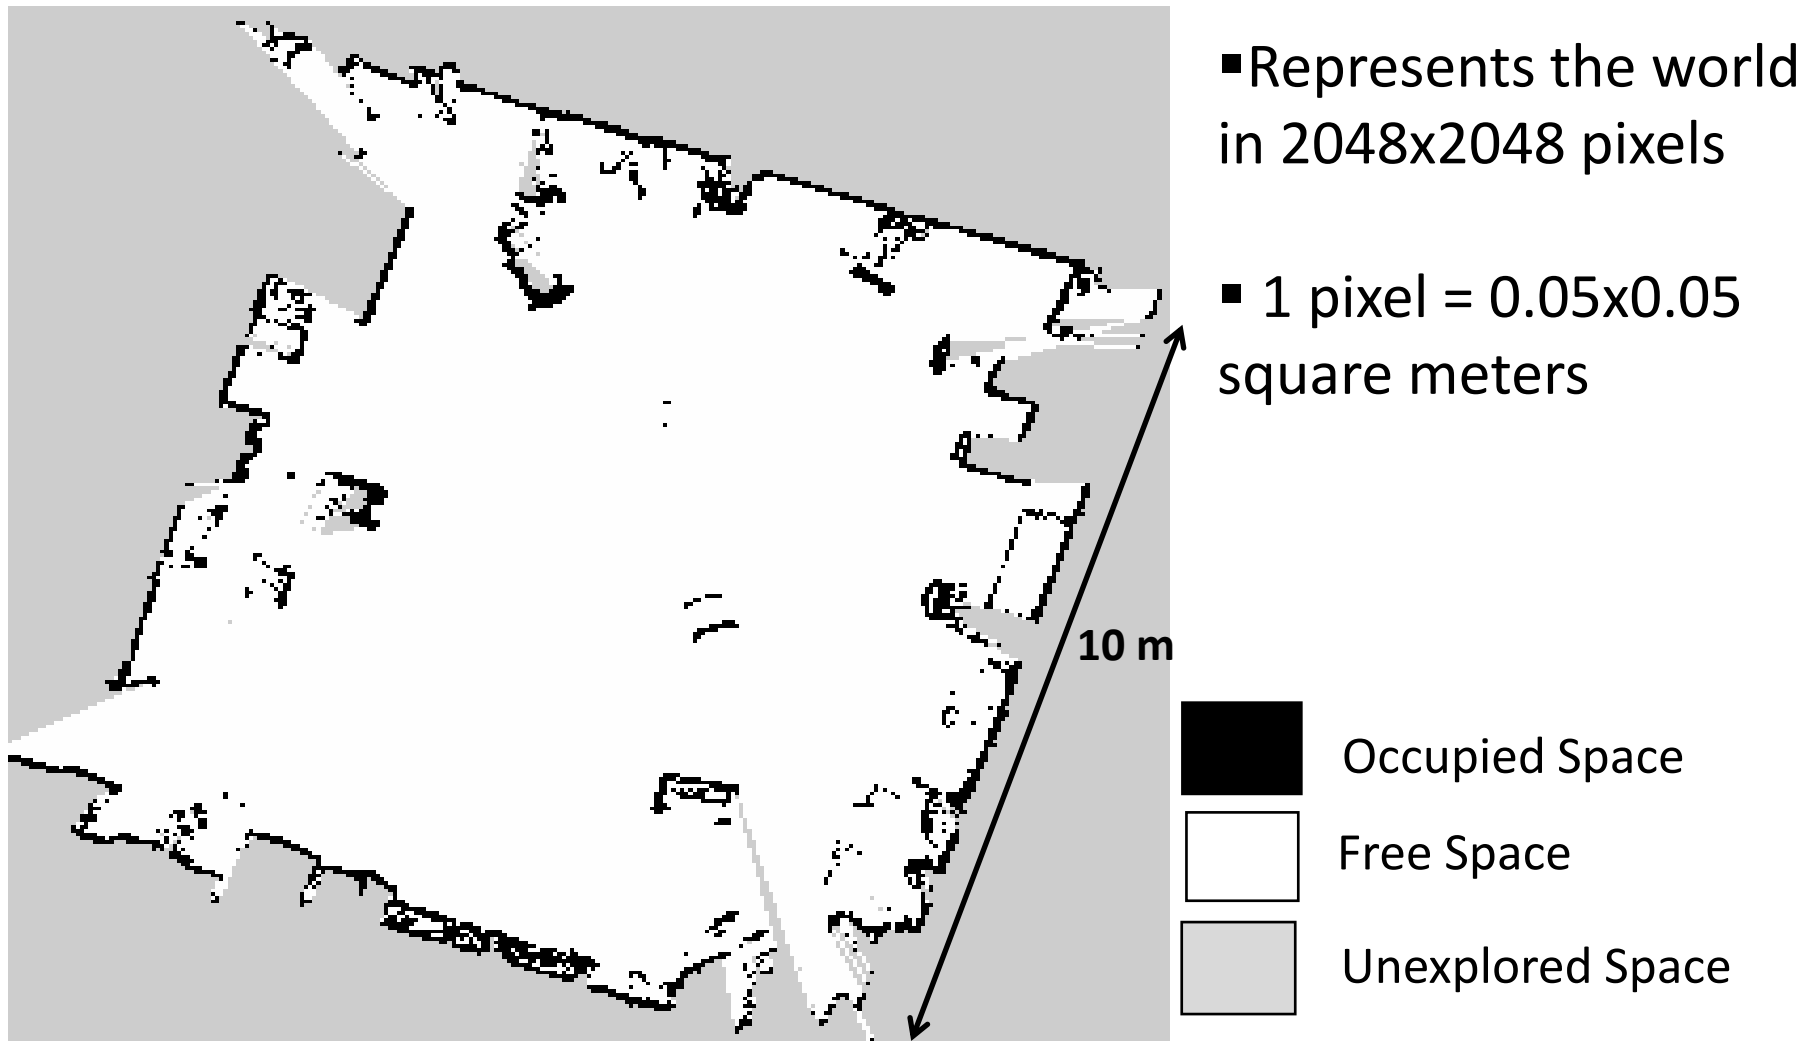 ▪Represents the world
in 2048x2048 pixels
▪ 1 pixel = 0.05x0.05
square meters
10 m
Occupied Space
Free Space
Unexplored Space